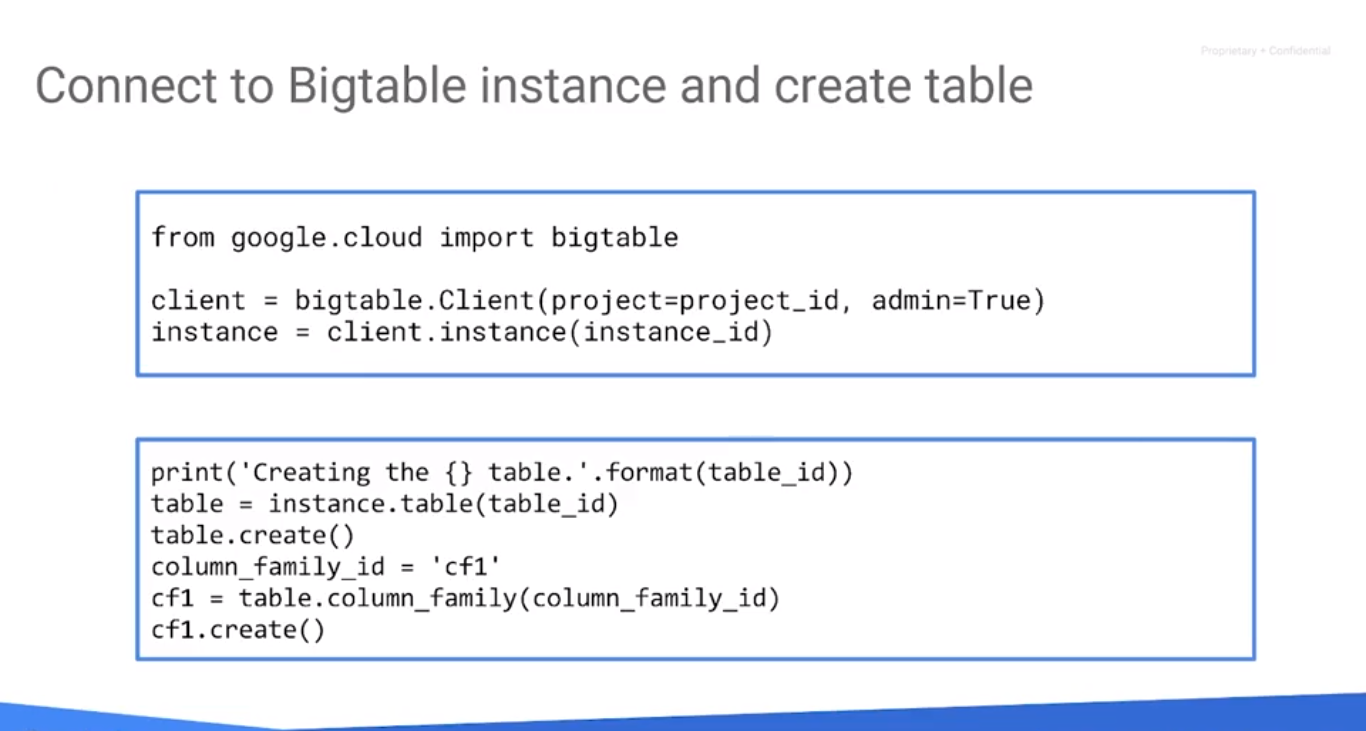 Proprietary + Confidential
Connect to Bigtable instance and create table
from google.cloud import bigtable
client = bigtable.Client(project=project_id, admin=True)
instance = client.instance(instance_id)
print('Creating the {} table.'.format(table_id))
table = instance.table(table_id)
table.create()
column_family_id = 'cf1'
cf1 = table.column_family(column_family_id)
cf1.create()